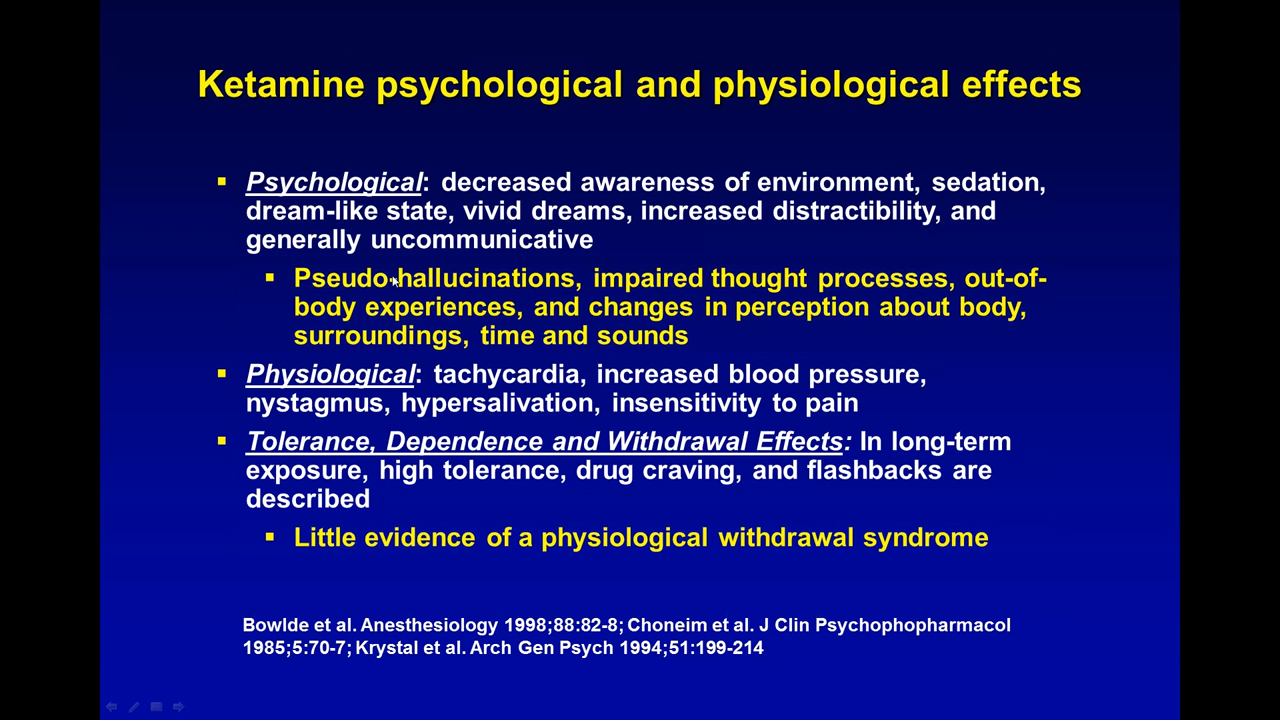 Ketamine psychological and physiological effects
Psychological: decreased awareness of environment, sedation,
dream-like state, vivid dreams, increased distractibility, and
generally uncommunicative
Pseudo-hallucinations, impaired thought processes, out-of-
body experiences, and changes in perception about body,
surroundings, time and sounds
Physiological: tachycardia, increased blood pressure,
nystagmus, hypersalivation, insensitivity to pain
Tolerance, Dependence and Withdrawal Effects: In long-term
exposure, high tolerance, drug craving, and flashbacks are
described
Little evidence of a physiological withdrawal syndrome
Bowlde et al. Anesthesiology 1998;88:82-8; Choneim et al. J Clin Psychophopharmacol
1985;5:70-7; Krystal et al. Arch Gen Psych 1994;51:199-214